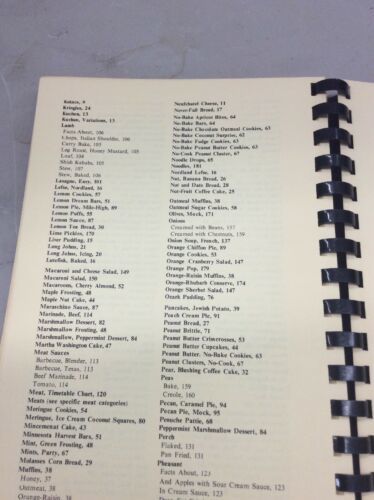 Kolace, 9
Kringles, 24
Kuchen, 13
Kuchen, Variations, 13
Lamb
Facts About, 106
Chops, Italian Shoulder, 106
Curry Bake, 105
Leg Roast, Honey Mustard, 105
Loaf, 104
Shish Kabobs, 105
Stew, 107
Stew, Baked, 106
Lasagne, Easy,
Lefse, Nordland, 16
Lemon Cookies, 57
Lemon Dream Bars, 51
Lemon Pie, Mile-High, 89
Lemon Puffs, 55
Lemon Sauce, 87
Lemon Tea Bread, 30
Lime Pickles, 170
Liver Pudding, 15
Long Johns, 21
Long Johns, Icing, 20
Lutefisk, Baked, 16
Macaroni and Cheese Salad, 149
Macaroni Salad, 150
Macaroons, Cherry Almond, 52
Maple Frosting, 48
Maple Nut Cake, 44
Maraschino Sauce, 87
Marinade, Beef, 114
Marshmallow Dessert, 82
Marshmallow Frosting, 48
Marshmallow, Peppermint Dessert, 84
Martha Washington Cake, 47
Meat Sauces
Barbecue, Blender, 113
Barbecue, Texas, 113
Beef Marinade, 114
Tomato, 114
Meat, Timetable Chart, 120
Meats (see specific meat categories)
Meringue Cookies, 54
Meringue, Ice Cream Coconut Squares, 80
Mincemeat Cake, 43
Minnesota Harvest Bars, 51
Mint, Green Frosting, 48
Mints, Party, 67
Molasses Corn Bread, 29
Muffins, 38
Honey, 37
Oatmeal, 38
Orange-Raisin, 38
Neufchatel Cheese, 11
Never-Fail Bread, 17
No-Bake Apricot Bites, 64
No-Bake Bars, 64
No-Bake Chocolate Oatmeal Cookies, 63
No-Bake Coconut Surprise, 62
No-Bake Fudge Cookies, 63
No-Bake Peanut Butter Cookies, 63
No-Cook Peanut Cluster, 67
Noodle Drops, 65
Noodles, 181
Nordland Lefse, 16
Nut, Banana Bread, 26
Nut and Date Bread, 28
Nut-Fruit Coffee Cake, 25
Oatmeal Muffins, 38
Oatmeal Sugar Cookies, 58
Olives, Mock, 171
Onions
Creamed with Beans, 157
Creamed with Chestnuts, 159
Onion Soup, French, 137
Orange Chiffon Pie, 89
Orange Cookies, 53
Orange Cranberry Salad, 147
Orange Pop, 179
Orange-Raisin Muffins, 38
Orange-Rhubarb Conserve, 174
Orange Sherbet Salad, 147
Ozark Pudding, 76
Pancakes, Jewish Potato, 39
Peach Cream Pie, 91
Peanut Bread, 27
Peanut Brittle, 71
Peanut Butter Crisscrosses, 53
Peanut Butter Cupcakes, 44
Peanut Butter, No-Bake Cookies, 63
Peanut Clusters, No-Cook, 67
Pear, Blushing Coffee Cake, 32
Peas
Bake, 159
Creole, 160
Pecan, Caramel Pie, 94
Pecan Pie, Mock, 95
Penuche Pattie, 68
Peppermint Marshmallow Dessert, 84
Perch
Flaked, 131
Pan Fried, 131
Pheasant
Facts About, 123
And Apples with Sour Cream Sauce, 123
In Cream Sauce, 123